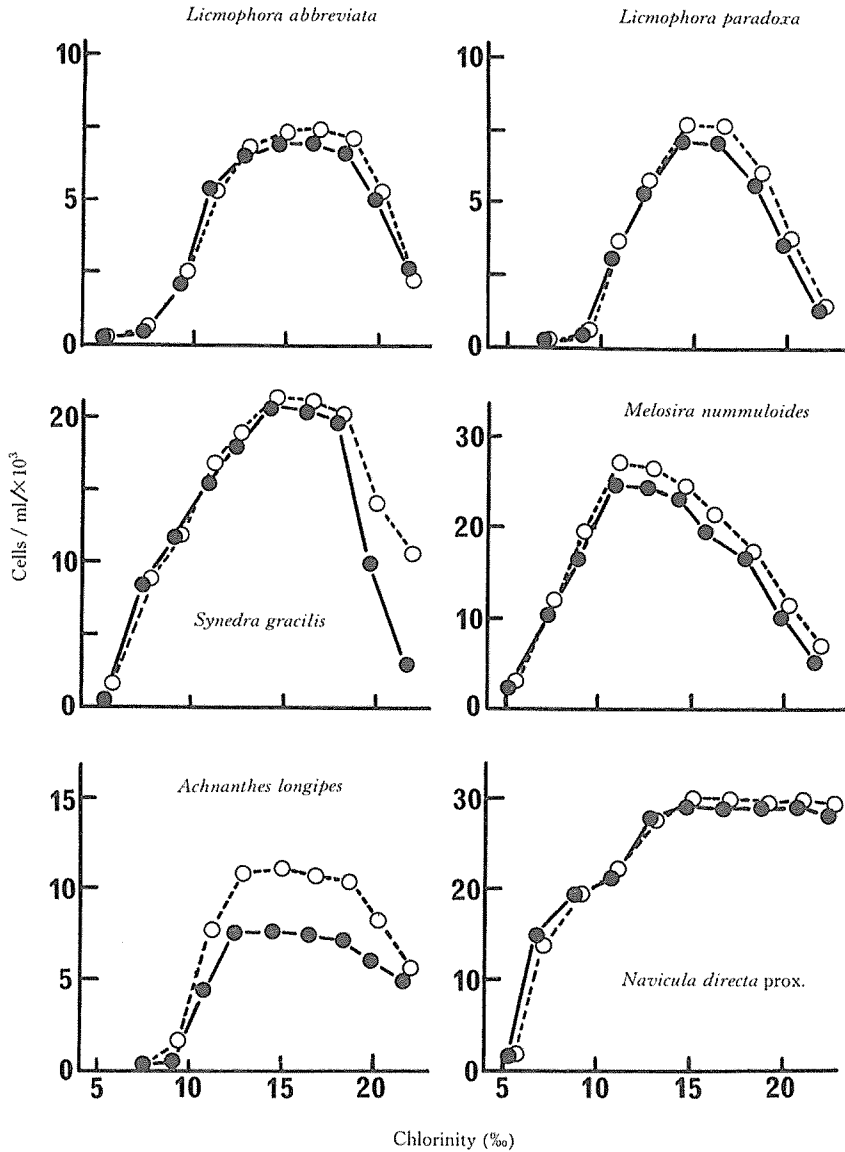 Licmophora abbreviata
Licmophora paradoxa
10
5
0
10
5
0
Synedra gracilis
Melosira nummuloides
20
10
0
30
20
10
0
Cells / ml/×10³
Achnanthes longipes
Navicula directa prox.
15
10
5
0
30
20
10
0
5 10 15 20
5 10 15 20
Chlorinity (‰)